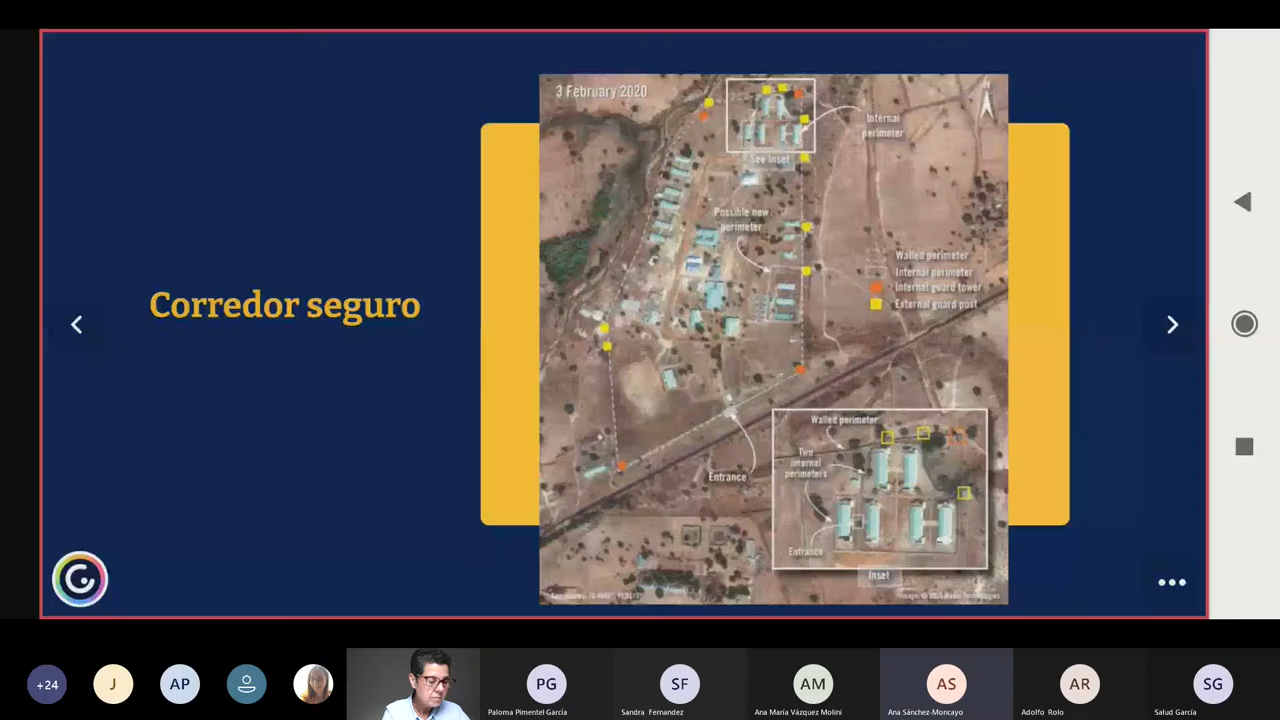 3 February 2020
Internal
perimeter
See Inset
Possible new
perimeter
Corredor seguro
Walled perimeter
Internal perimeter
Internal guard tower
External guard post
Walled perimeter
Two
internal
perimeters
Entrance
Entrance
Inset
+24
J
AP
PG
SF
AM
AS
AR
SG
Paloma Pimentel García
Sandra Fernandez
Ana María Vázquez Molini
Ana Sánchez-Moncayo
Adolfo Rolo
Salud García